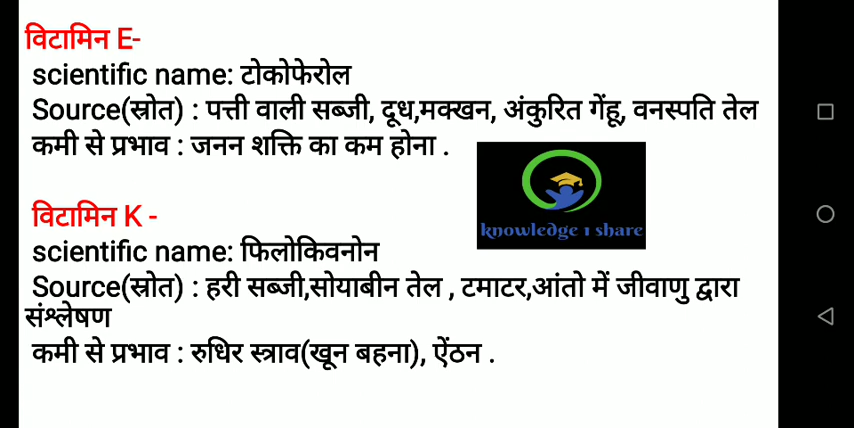 विटामिन E-
scientific name: टोकोफेरोल
Source(स्रोत) : पत्ती वाली सब्जी, दूध,मक्खन, अंकुरित गेंहू, वनस्पति तेल
कमी से प्रभाव : जनन शक्ति का कम होना .
knowledge 1 share
विटामिन K -
scientific name: फिलोकिवनोन
Source(स्रोत) : हरी सब्जी,सोयाबीन तेल , टमाटर,आंतो में जीवाणु द्वारा
संश्लेषण
कमी से प्रभाव : रुधिर स्त्राव(खून बहना), ऐंठन .